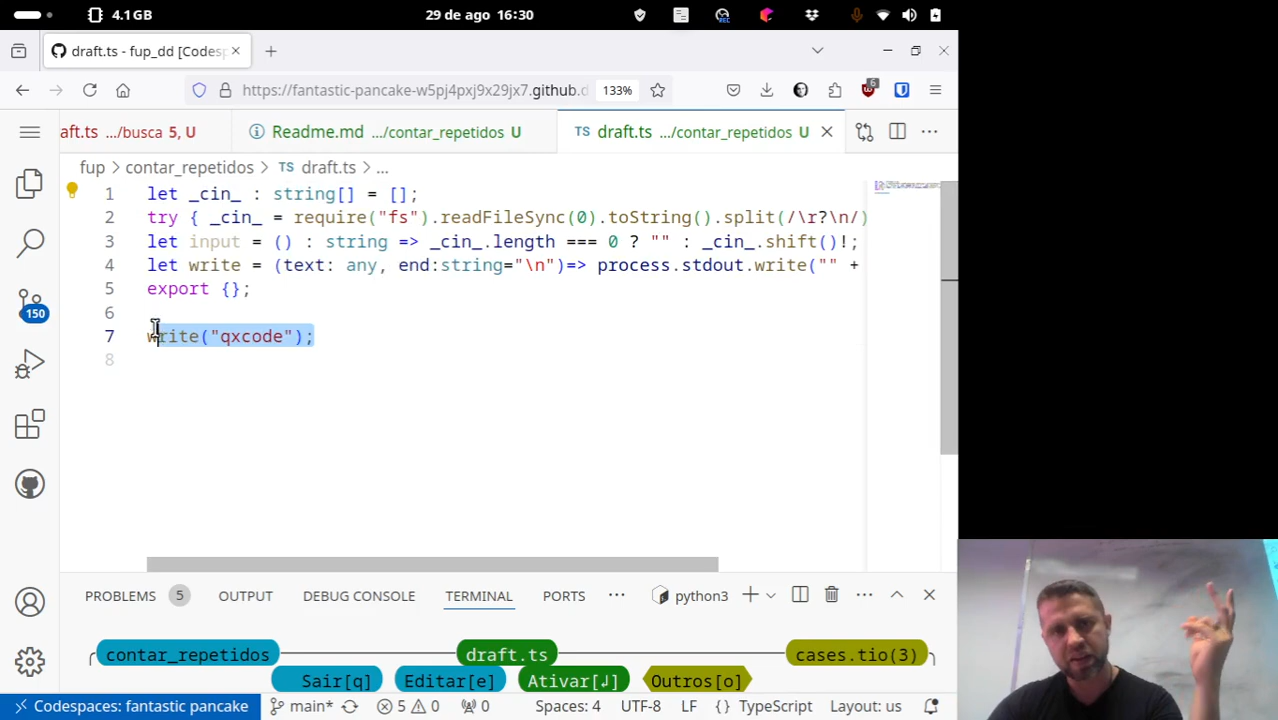 4.1GB 29 de ago 16:30
REC
draft.ts - fup_dd [Codesp
https://fantastic-pancake-w5pj4pxj9x29jx7.github.d 133% 6
aft.ts .../busca 5, U Readme.md .../contar_repetidos U TS draft.ts .../contar_repetidos U
fup > contar_repetidos > TS draft.ts > ...
1 let _cin_ : string[] = [];
2 try { _cin_ = require("fs").readFileSync(0).toString().split(/\r?\n/)
3 let input = () : string => _cin_.length === 0 ? "" : _cin_.shift()!;
4 let write = (text: any, end:string="\n")=> process.stdout.write("" +
5 export {};
6
7 write("qxcode");
8
150
PROBLEMS 5 OUTPUT DEBUG CONSOLE TERMINAL PORTS python3
contar_repetidos draft.ts cases.tio(3)
Sair[q] Editar[e] Ativar[↲] Outros[o]
Codespaces: fantastic pancake main* 5 0 0 Spaces: 4 UTF-8 LF {} TypeScript Layout: us